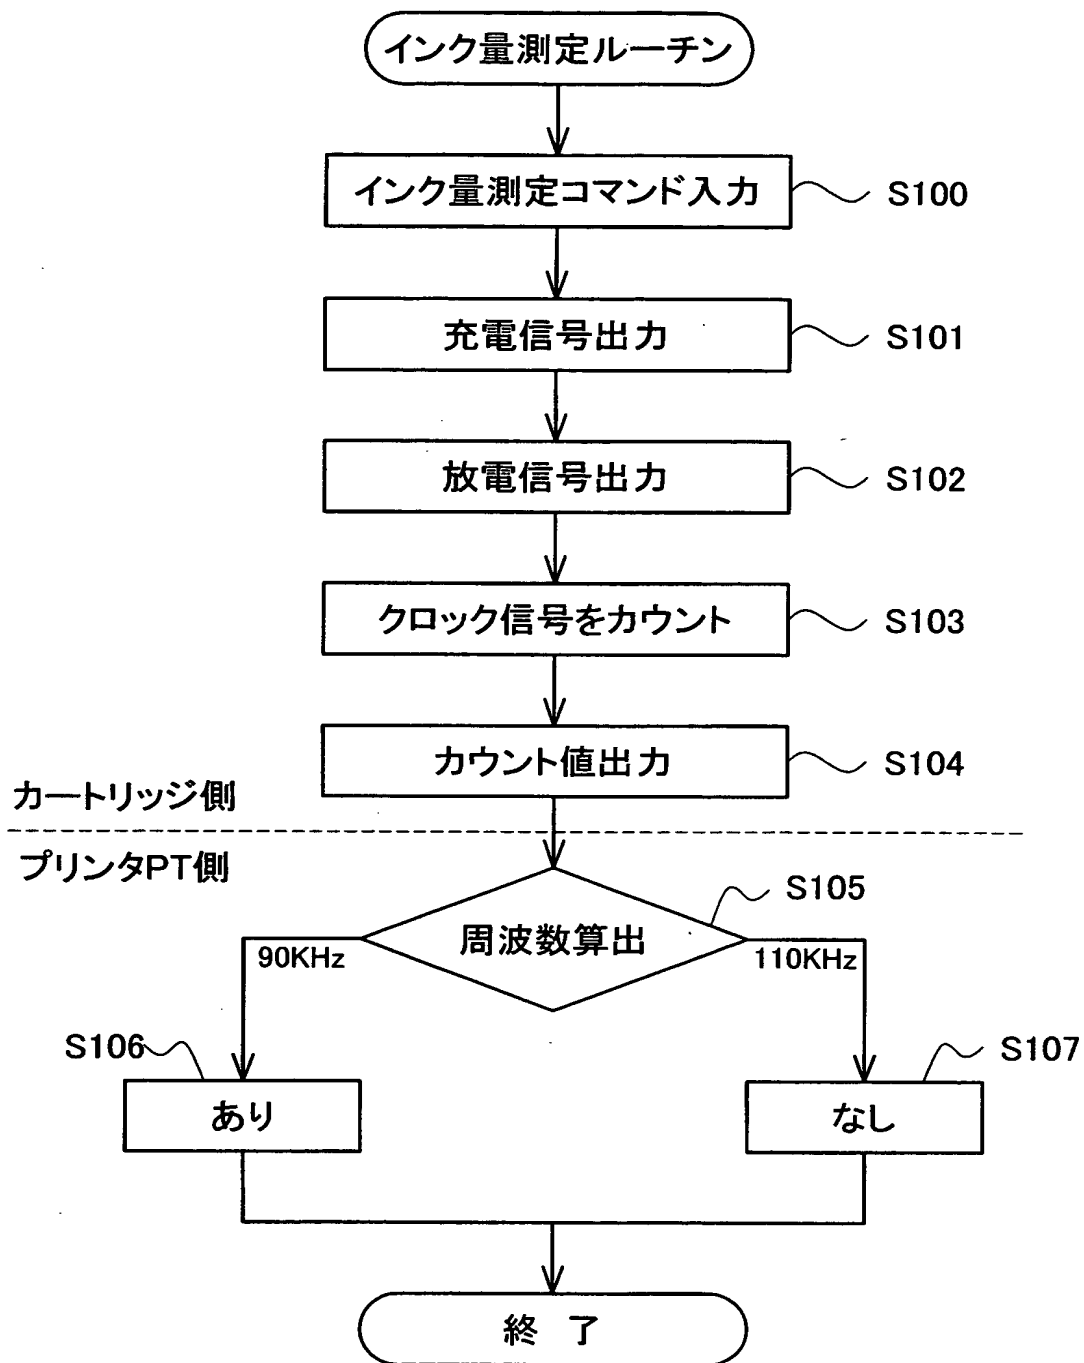 インク量測定ルーチン
インク量測定コマンド入力
S100
充電信号出力
S101
放電信号出力
S102
クロック信号をカウント
S103
カウント値出力
S104
カートリッジ側
プリンタPT側
S105
周波数算出
90KHz
110KHz
S106
S107
あり
なし
終 了